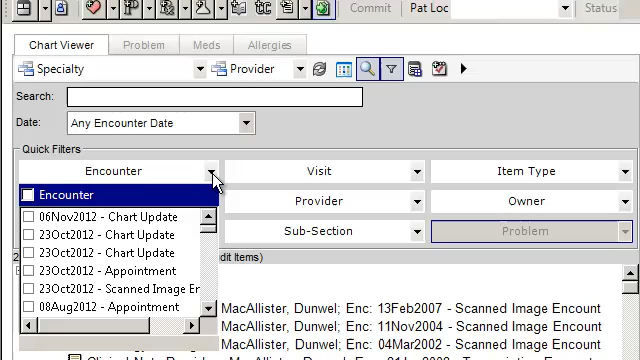 Commit
Pat Loc
Status
Chart Viewer
Problem
Meds
Allergies
Specialty
Provider
Search:
Date:
Any Encounter Date
Quick Filters
Encounter
Visit
Item Type
Encounter
Provider
Owner
06Nov2012 - Chart Update
23Oct2012 - Chart Update
Sub-Section
Problem
23Oct2012 - Chart Update
23Oct2012 - Appointment
23Oct2012 - Scanned Image Er
08Aug2012 - Appointment
MacAllister, Dunwel; Enc: 13Feb2007 - Scanned Image Encount
MacAllister, Dunwel; Enc: 11Nov2004 - Scanned Image Encount
MacAllister, Dunwel; Enc: 04Mar2002 - Scanned Image Encount